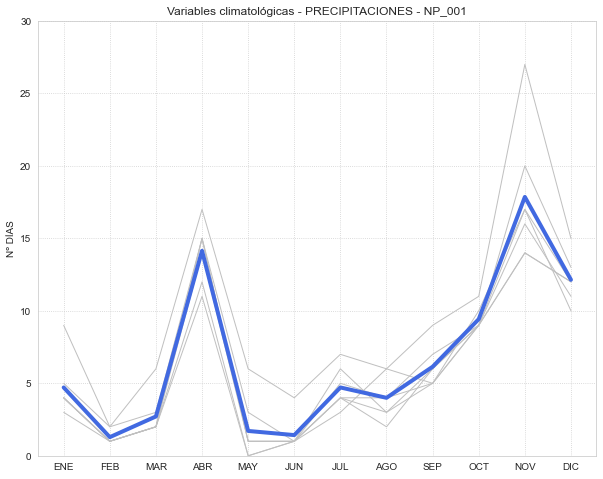 Variables climatológicas - PRECIPITACIONES - NP_001
30
25
20
15
10
5
0
N° DÍAS
ENE FEB MAR ABR MAY JUN JUL AGO SEP OCT NOV DIC